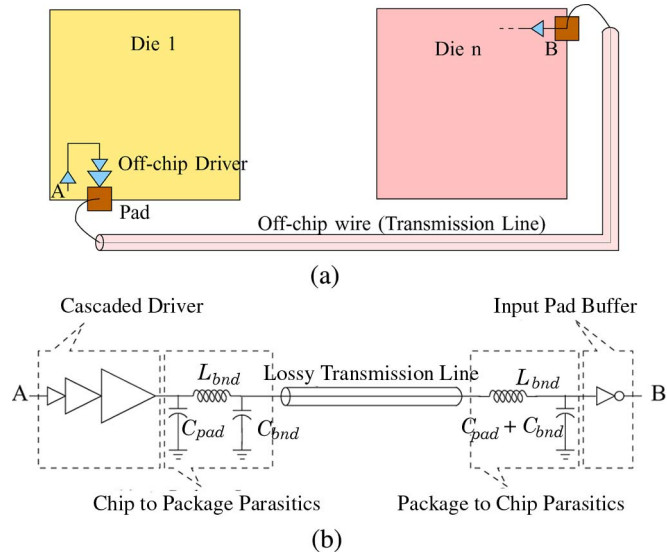 Die 1
Die n
B
A
Off-chip Driver
Pad
Off-chip wire (Transmission Line)
(a)
Cascaded Driver
Input Pad Buffer
A
L_bnd
Lossy Transmission Line
L_bnd
B
C_pad
C_bnd
C_pad + C_bnd
Chip to Package Parasitics
Package to Chip Parasitics
(b)